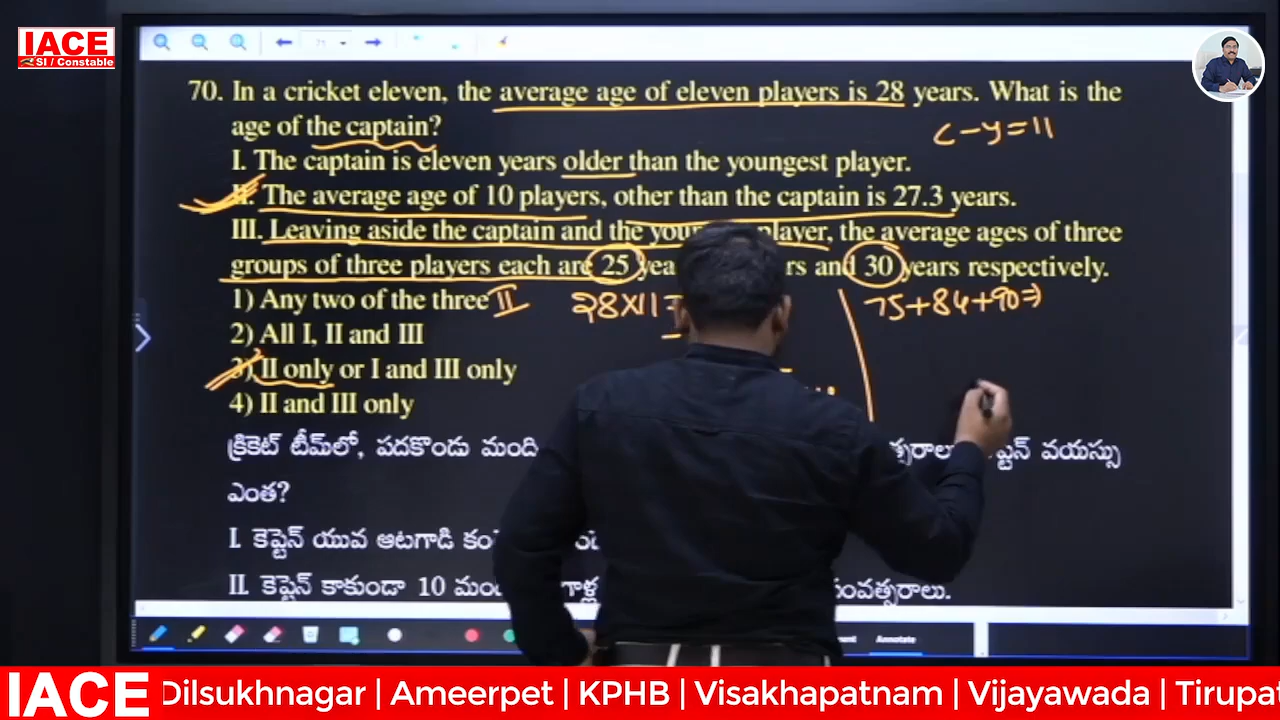 IACE
SI / Constable
71
70. In a cricket eleven, the average age of eleven players is 28 years. What is the
age of the captain?
C-y=11
I. The captain is eleven years older than the youngest player.
II. The average age of 10 players, other than the captain is 27.3 years.
III. Leaving aside the captain and the player, the average ages of three
groups of three players each are 25 and 30 years respectively.
1) Any two of the three II 28×11= 75+84+90⇒
2) All I, II and III
3) II only or I and III only
4) II and III only
క్రికెట్ టీమ్‌లో, పదకొండు మంది వయస్సు
ఎంత?
I. కెప్టెన్ యువ ఆటగాడి
II. కెప్టెన్ కాకుండా 10 సంవత్సరాలు.
Annotate
IACE Dilsukhnagar | Ameerpet | KPHB | Visakhapatnam | Vijayawada |